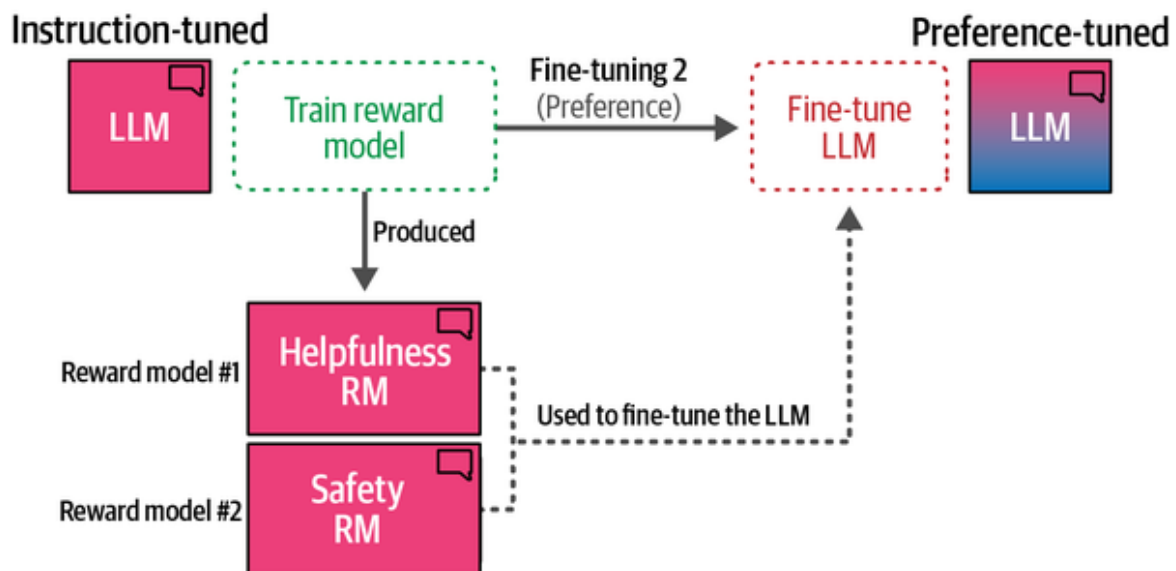 Instruction-tuned
Preference-tuned
LLM
Train reward
model
Fine-tuning 2
(Preference)
Fine-tune
LLM
LLM
Produced
Reward model #1
Helpfulness
RM
Used to fine-tune the LLM
Reward model #2
Safety
RM